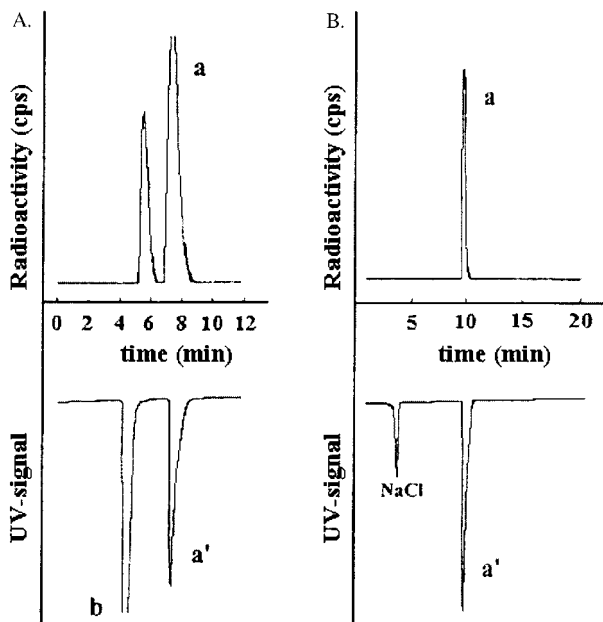 A.
Radioactivity (cps)
a
0 2 4 6 8 10 12
time (min)
UV-signal
a'
b
B.
Radioactivity (cps)
a
5 10 15 20
time (min)
UV-signal
NaCl
a'